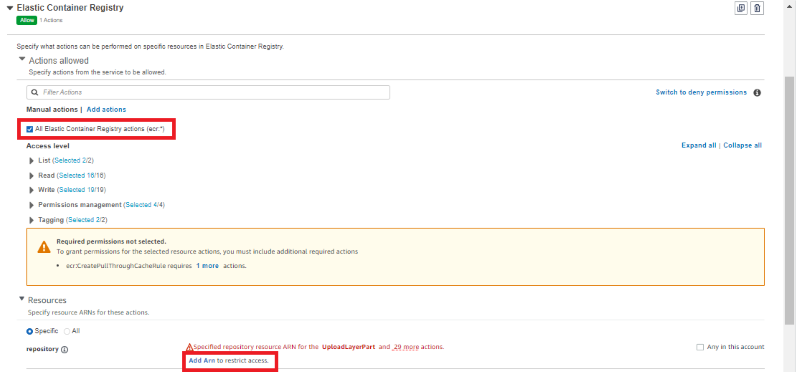 Elastic Container Registry
Allow 1 Actions
Specify what actions can be performed on specific resources in Elastic Container Registry.
Actions allowed
Specify actions from the service to be allowed.
Filter Actions
Switch to deny permissions
Manual actions | Add actions
All Elastic Container Registry actions (ecr:*)
Access level
Expand all | Collapse all
List (Selected 2/2)
Read (Selected 16/16)
Write (Selected 19/19)
Permissions management (Selected 4/4)
Tagging (Selected 2/2)
Required permissions not selected.
To grant permissions for the selected resource actions, you must include additional required actions
• ecr:CreatePullThroughCacheRule requires 1 more actions.
Resources
Specify resource ARNs for these actions.
Specific All
repository
Specified repository resource ARN for the UploadLayerPart and 29 more actions.
Any in this account
Add Arn to restrict access.